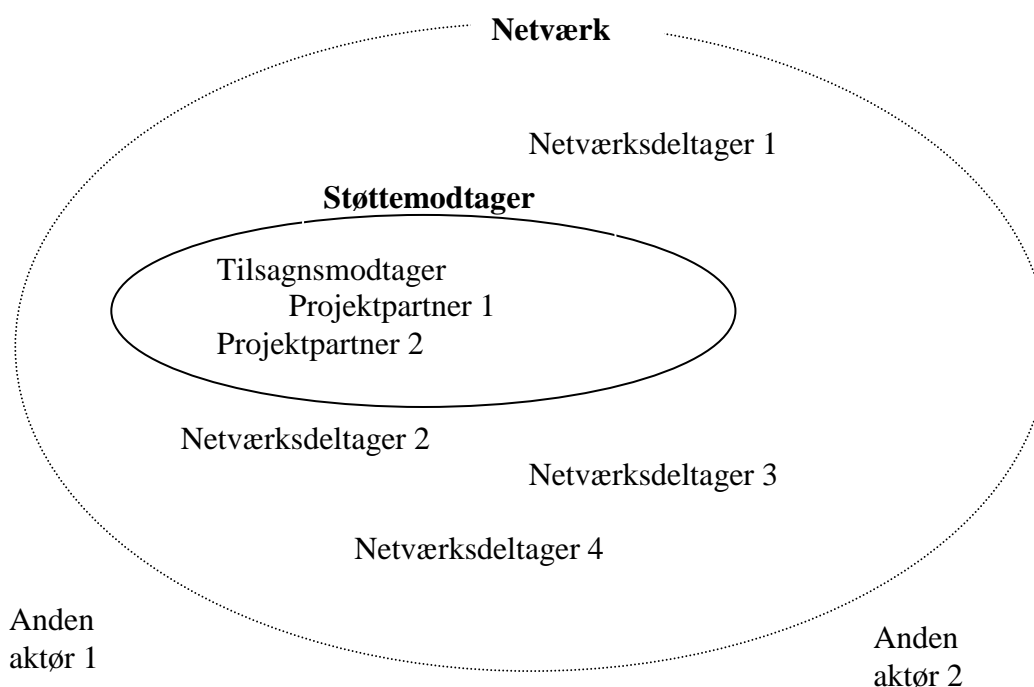 Netværk
Netværksdeltager 1
Støttemodtager
Tilsagnsmodtager
Projektpartner 1
Projektpartner 2
Netværksdeltager 2
Netværksdeltager 3
Netværksdeltager 4
Anden
aktør 1
Anden
aktør 2